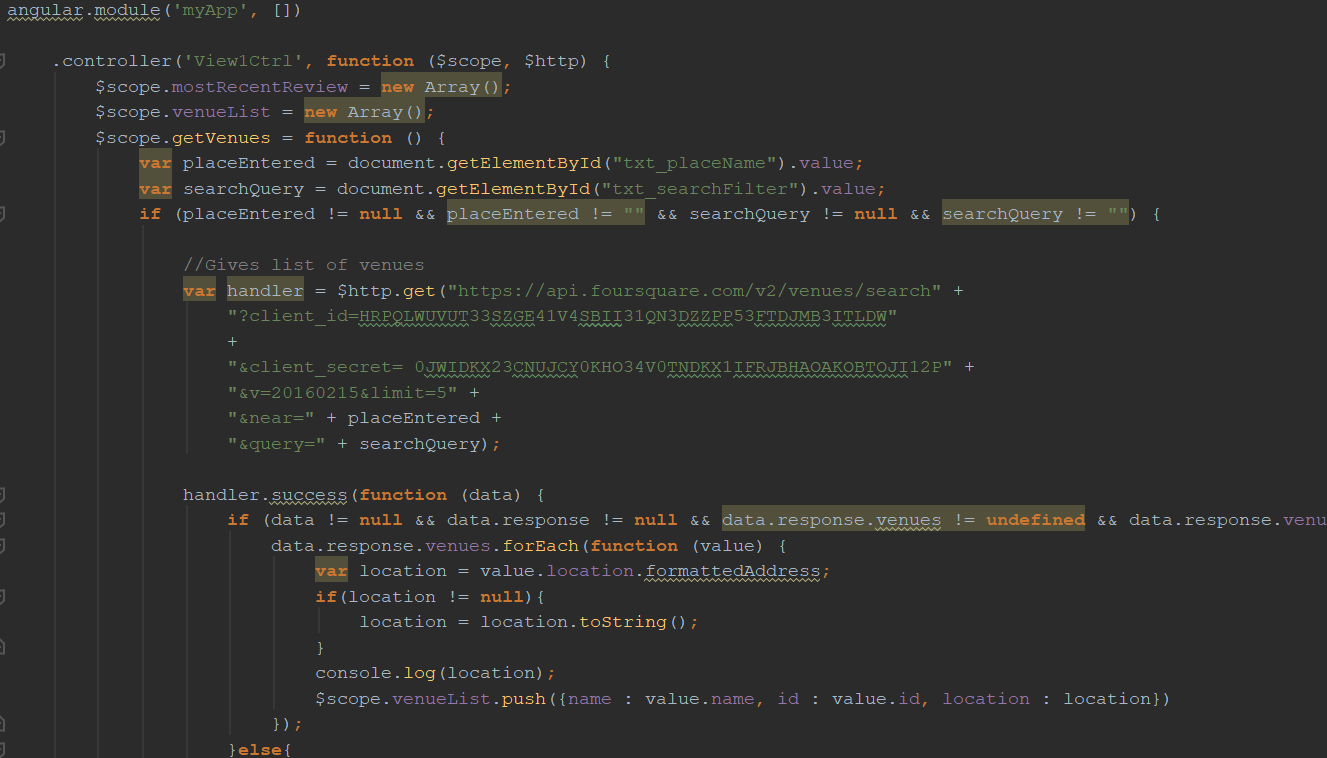 angular.module('myApp', [])
.controller('View1Ctrl', function ($scope, $http) {
$scope.mostRecentReview = new Array();
$scope.venueList = new Array();
$scope.getVenues = function () {
var placeEntered = document.getElementById("txt_placeName").value;
var searchQuery = document.getElementById("txt_searchFilter").value;
if (placeEntered != null && placeEntered != "" && searchQuery != null && searchQuery != "") {
//Gives list of venues
var handler = $http.get("https://api.foursquare.com/v2/venues/search" +
"?client_id=HRPQLWUVUT33SZGE41V4SBII31QN3DZZPP53FTDJMB3ITLDW"
+
"&client_secret= 0JWIDKX23CNUJCY0KHO34V0TNDKX1IFRJBHAOAKOBTOJI12P" +
"&v=20160215&limit=5" +
"&near=" + placeEntered +
"&query=" + searchQuery);
handler.success(function (data) {
if (data != null && data.response != null && data.response.venues != undefined && data.response.venu
data.response.venues.forEach(function (value) {
var location = value.location.formattedAddress;
if(location != null){
location = location.toString();
}
console.log(location);
$scope.venueList.push({name : value.name, id : value.id, location : location})
});
}else{